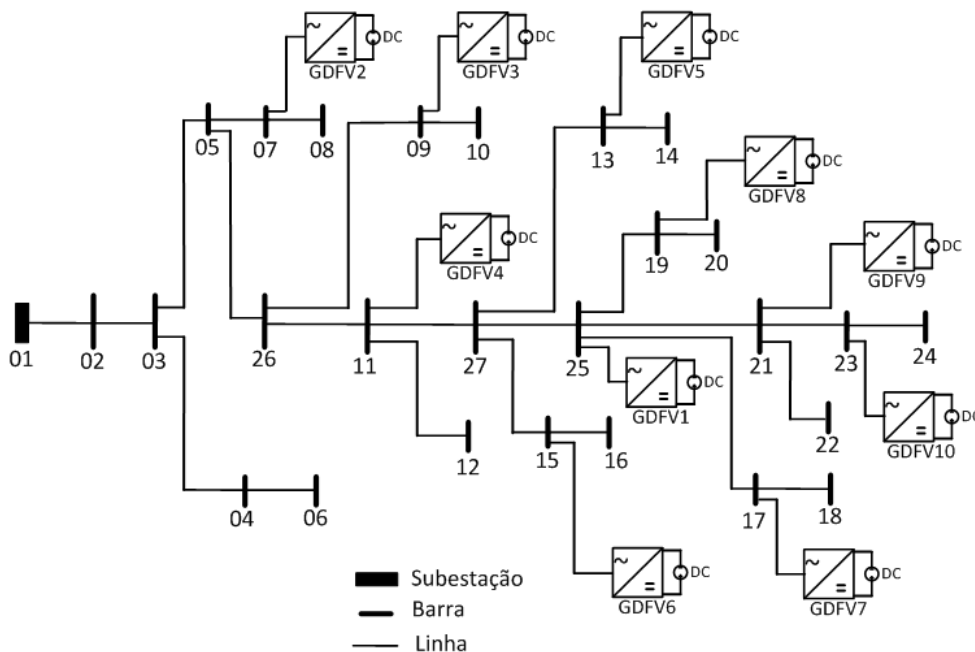 DC
DC
DC
GDFV2
GDFV3
GDFV5
05
07
08
09
10
13
14
DC
GDFV8
19
20
DC
GDFV4
DC
GDFV9
01
02
03
26
11
27
25
21
23
24
DC
GDFV1
DC
GDFV10
22
12
15
16
04
06
17
18
DC
GDFV6
DC
GDFV7
Subestação
Barra
Linha